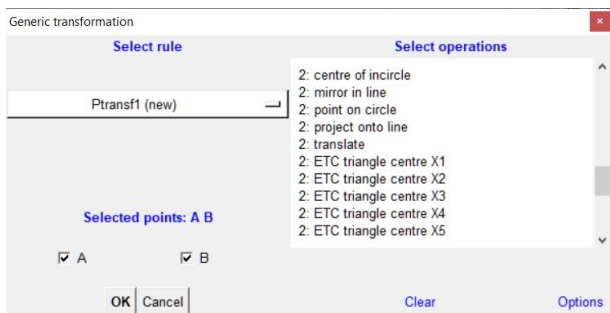 Generic transformation
Select rule
Ptransf1 (new)
Selected points: A B
A
B
OK
Cancel
Select operations
2: centre of incircle
2: mirror in line
2: point on circle
2: project onto line
2: translate
2: ETC triangle centre X1
2: ETC triangle centre X2
2: ETC triangle centre X3
2: ETC triangle centre X4
2: ETC triangle centre X5
Clear
Options